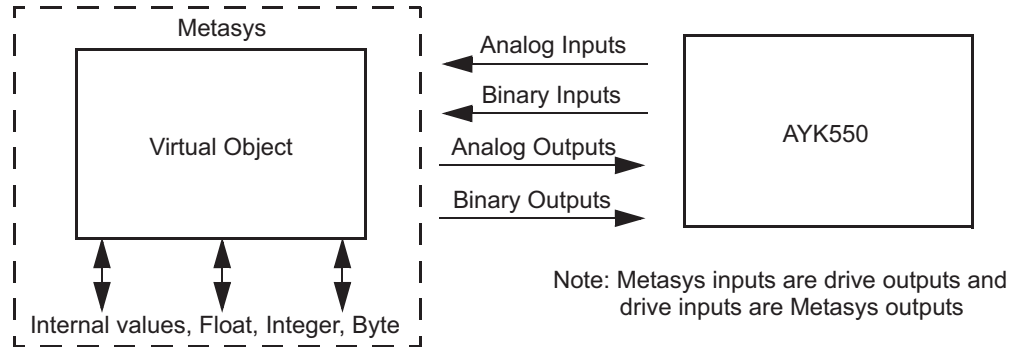 Metasys
Virtual Object
Internal values, Float, Integer, Byte
Analog Inputs
Binary Inputs
Analog Outputs
Binary Outputs
AYK550
Note: Metasys inputs are drive outputs and
drive inputs are Metasys outputs